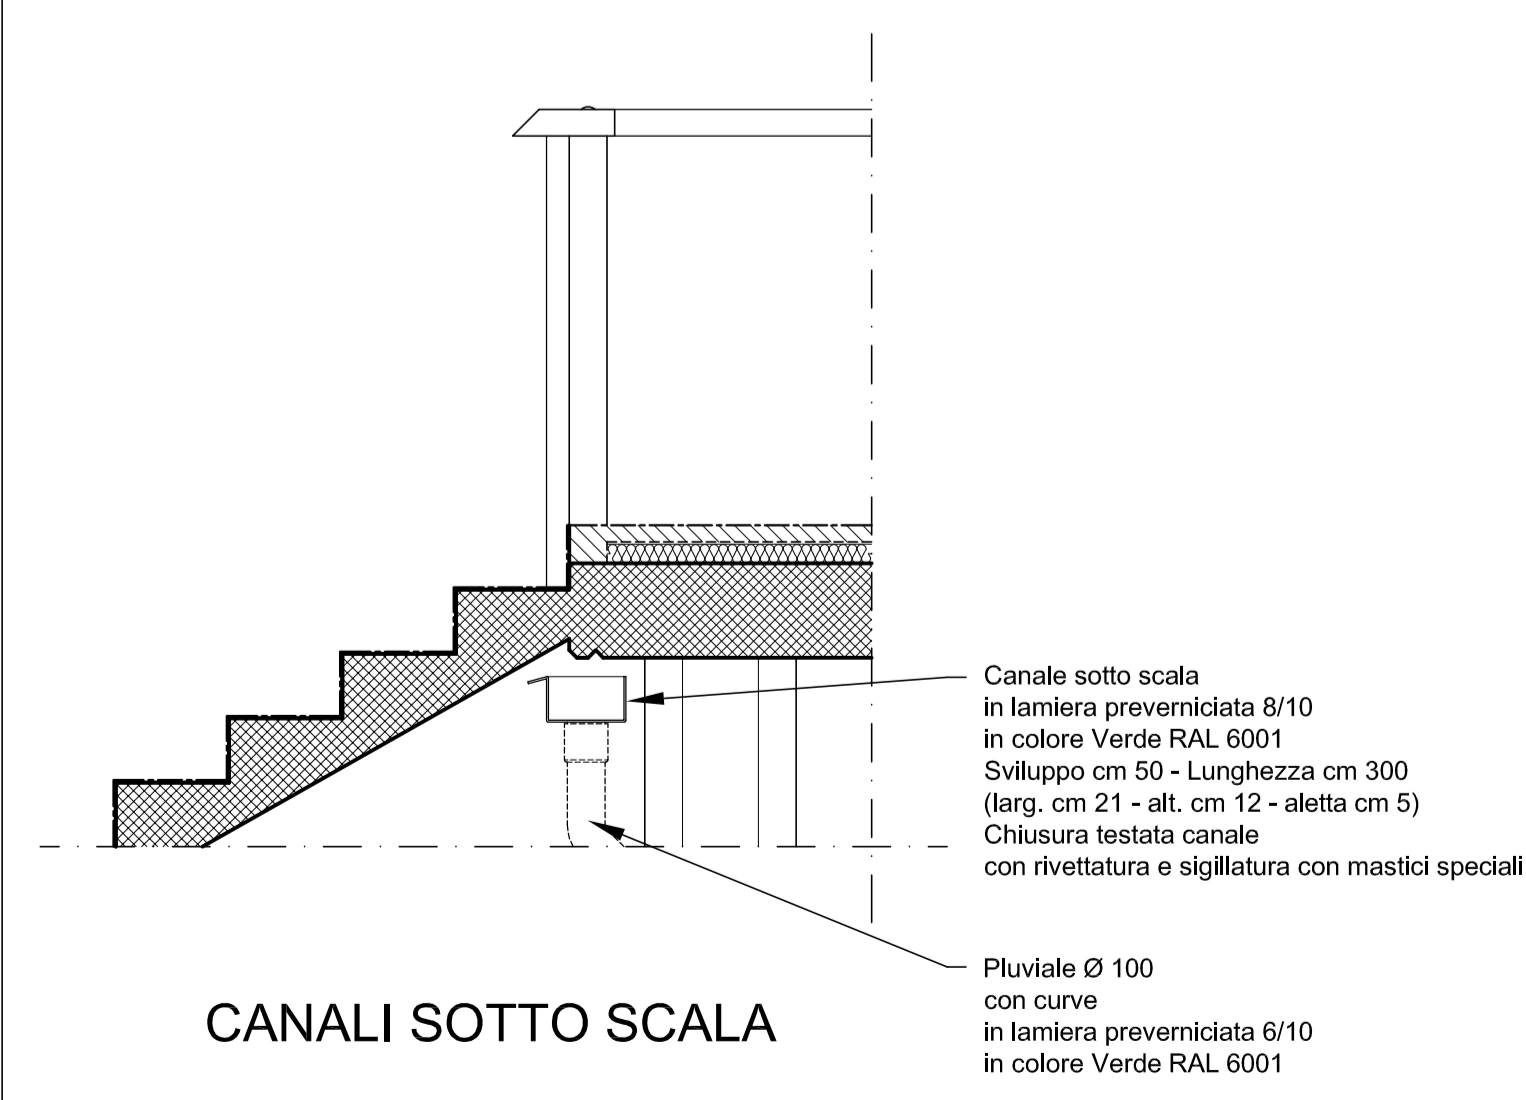 Canale sotto scala
in lamiera preverniciata 8/10
in colore Verde RAL 6001
Sviluppo cm 50 - Lunghezza cm 300
(larg. cm 21 - alt. cm 12 - aletta cm 5)
Chiusura testata canale
con rivettatura e sigillatura con mastici speciali
Pluviale Ø 100
con curve
in lamiera preverniciata 6/10
in colore Verde RAL 6001
CANALI SOTTO SCALA